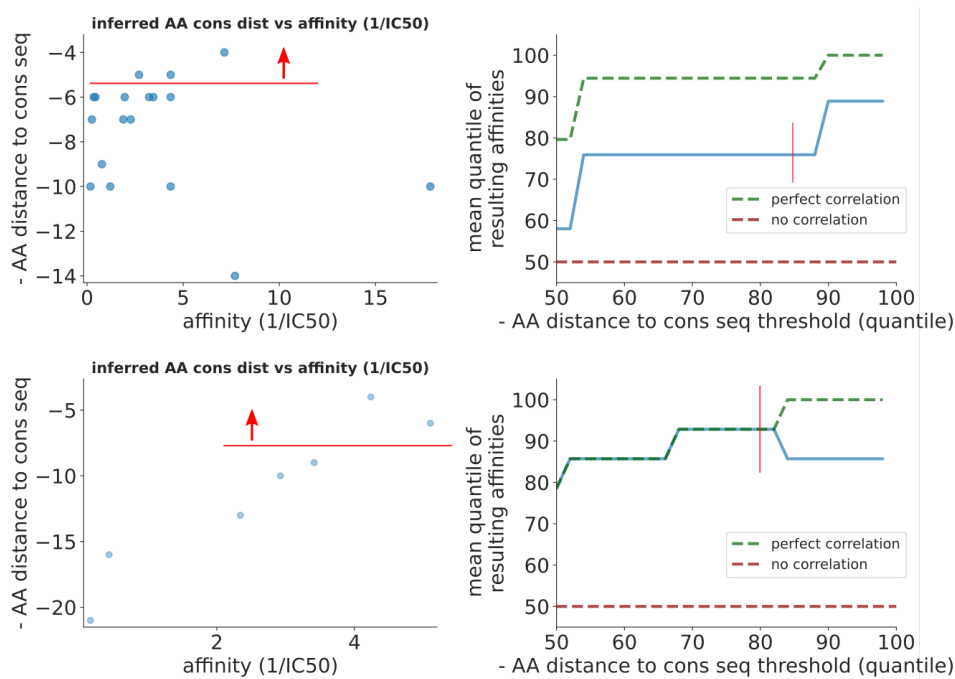 inferred AA cons dist vs affinity (1/IC50)
- AA distance to cons seq
−4
−6
−8
−10
−12
−14
0
5
10
15
affinity (1/IC50)
mean quantile of
resulting affinities
100
90
80
70
60
50
perfect correlation
no correlation
50
60
70
80
90
100
- AA distance to cons seq threshold (quantile)
inferred AA cons dist vs affinity (1/IC50)
- AA distance to cons seq
−5
−10
−15
−20
2
4
affinity (1/IC50)
mean quantile of
resulting affinities
100
90
80
70
60
50
perfect correlation
no correlation
50
60
70
80
90
100
- AA distance to cons seq threshold (quantile)